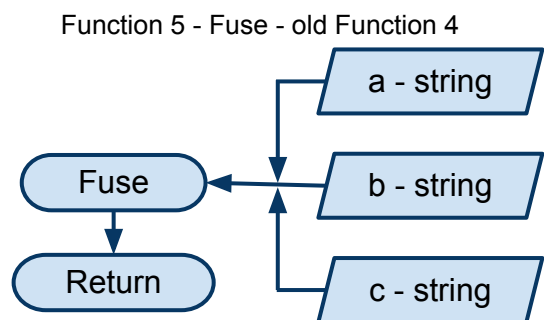 Function 5 - Fuse - old Function 4
a - string
Fuse
b - string
Return
c - string